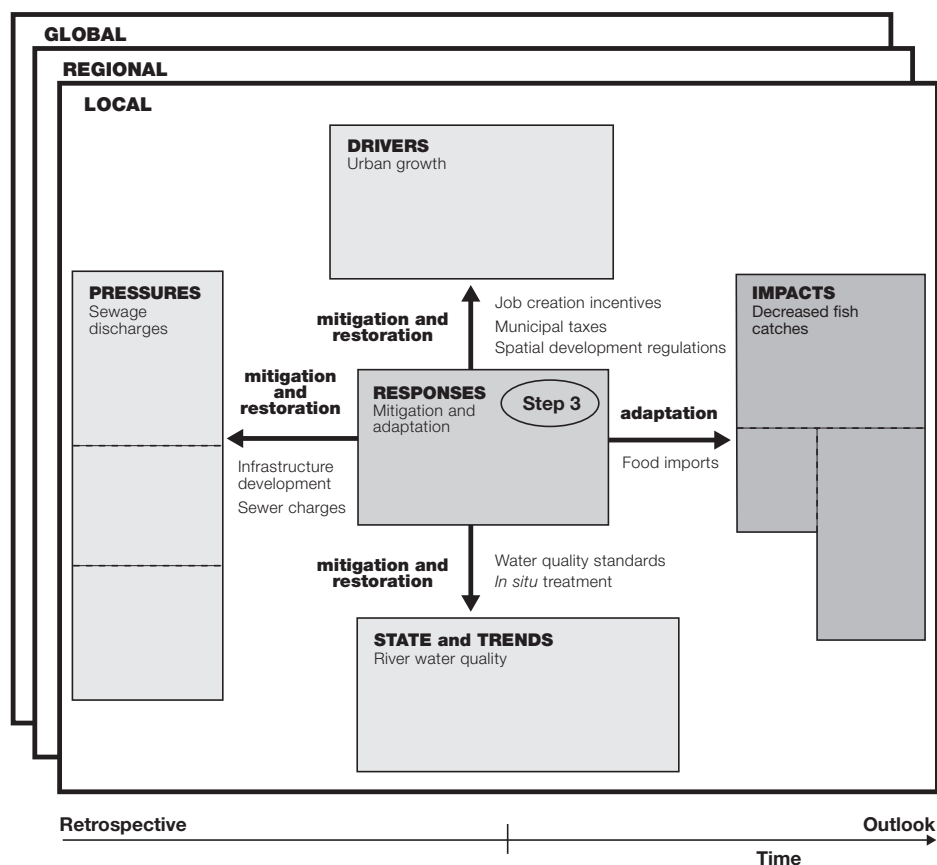 GLOBAL
REGIONAL
LOCAL
DRIVERS
Urban growth
PRESSURES
Sewage
discharges
IMPACTS
Decreased fish
catches
mitigation and
restoration
Job creation incentives
Municipal taxes
Spatial development regulations
mitigation
and
restoration
RESPONSES
Mitigation and
adaptation
Step 3
adaptation
Infrastructure
development
Sewer charges
Food imports
mitigation and
restoration
Water quality standards
In situ treatment
STATE and TRENDS
River water quality
Retrospective
Outlook
Time